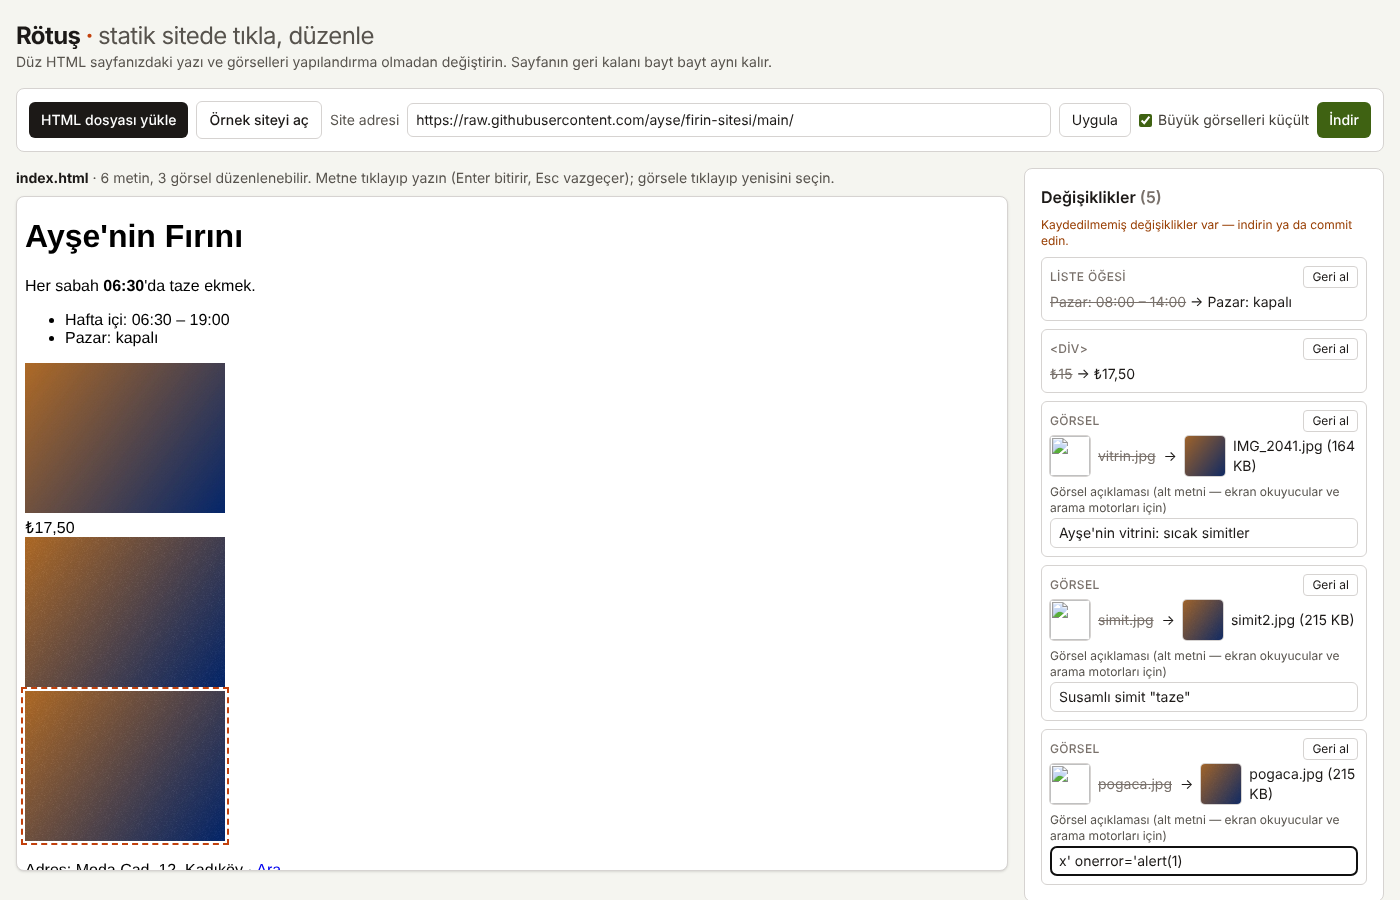 Rötuş · statik sitede tıkla, düzenle
Düz HTML sayfanızdaki yazı ve görselleri yapılandırma olmadan değiştirin. Sayfanın geri kalanı bayt bayt aynı kalır.
HTML dosyası yükle Örnek siteyi aç Site adresi https://raw.githubusercontent.com/ayse/firin-sitesi/main/ Uygula Büyük görselleri küçült İndir
index.html · 6 metin, 3 görsel düzenlenebilir. Metne tıklayıp yazın (Enter bitirir, Esc vazgeçer); görsele tıklayıp yenisini seçin.
Ayşe'nin Fırını
Her sabah 06:30'da taze ekmek.
• Hafta içi: 06:30 – 19:00
• Pazar: kapalı
₺17,50
Adres: Moda Cad. 12, Kadıköy · Ara
Değişiklikler (5)
Kaydedilmemiş değişiklikler var — indirin ya da commit
edin.
LİSTE ÖĞESİ Geri al
Pazar: 08:00 – 14:00 → Pazar: kapalı
<DİV> Geri al
₺15 → ₺17,50
GÖRSEL Geri al
vitrin.jpg → IMG_2041.jpg (164
KB)
Görsel açıklaması (alt metni — ekran okuyucular ve
arama motorları için)
Ayşe'nin vitrini: sıcak simitler
GÖRSEL Geri al
simit.jpg → simit2.jpg (215 KB)
Görsel açıklaması (alt metni — ekran okuyucular ve
arama motorları için)
Susamlı simit "taze"
GÖRSEL Geri al
pogaca.jpg → pogaca.jpg (215
KB)
Görsel açıklaması (alt metni — ekran okuyucular ve
arama motorları için)
x' onerror='alert(1)